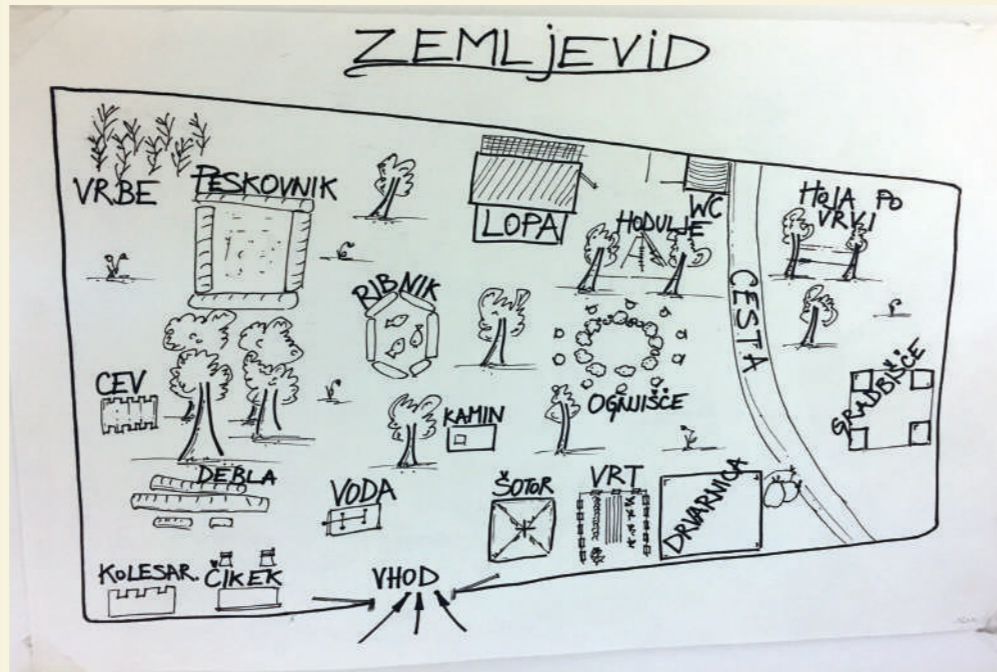 ZEMLJEVID
VRBE
PESKOVNIK
LOPA
HODULJE
WC
HOJA PO
VRVI
RIBNIK
CESTA
CEV
KAMIN
OGNJIŠČE
GRADBIŠČE
DEBLA
VODA
ŠOTOR
VRT
DRVARNICA
KOLESAR.
ČIKEK
VHOD